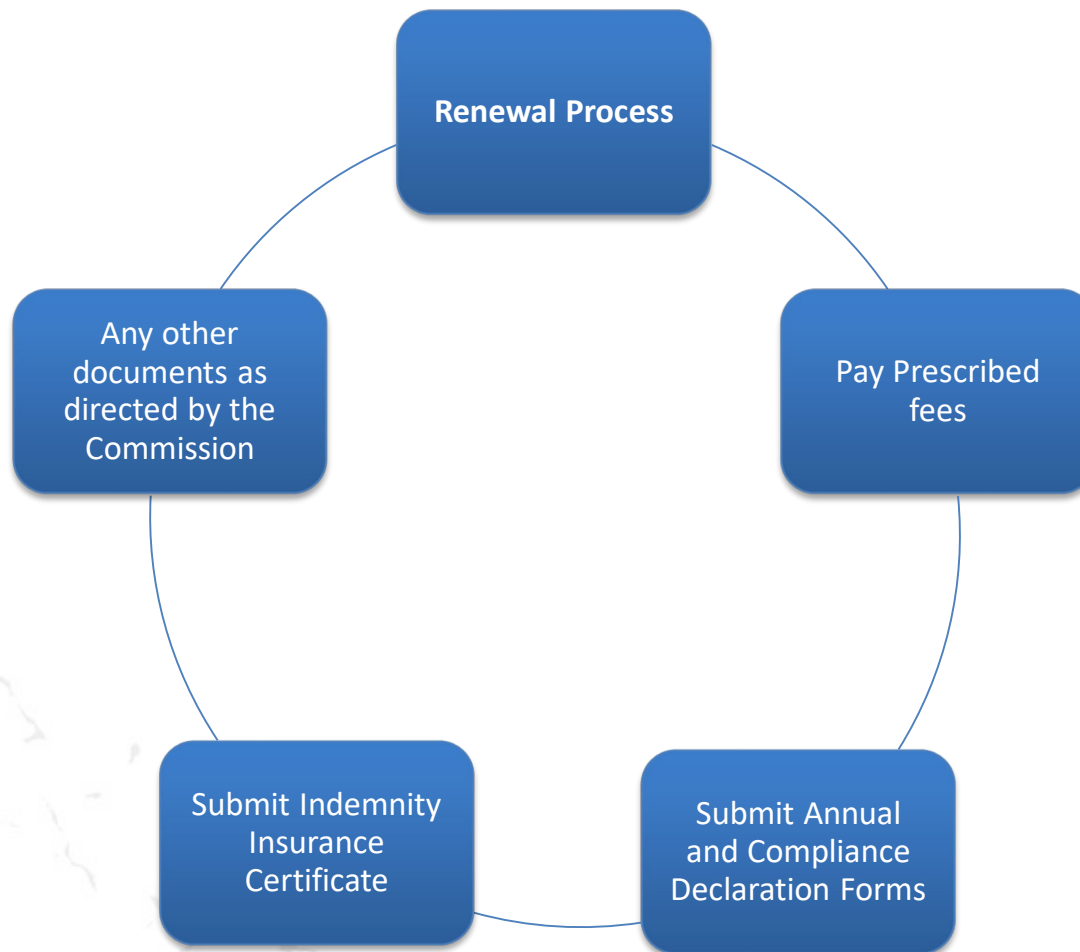 Renewal Process
Pay Prescribed
fees
Submit Annual
and Compliance
Declaration Forms
Submit Indemnity
Insurance
Certificate
Any other
documents as
directed by the
Commission